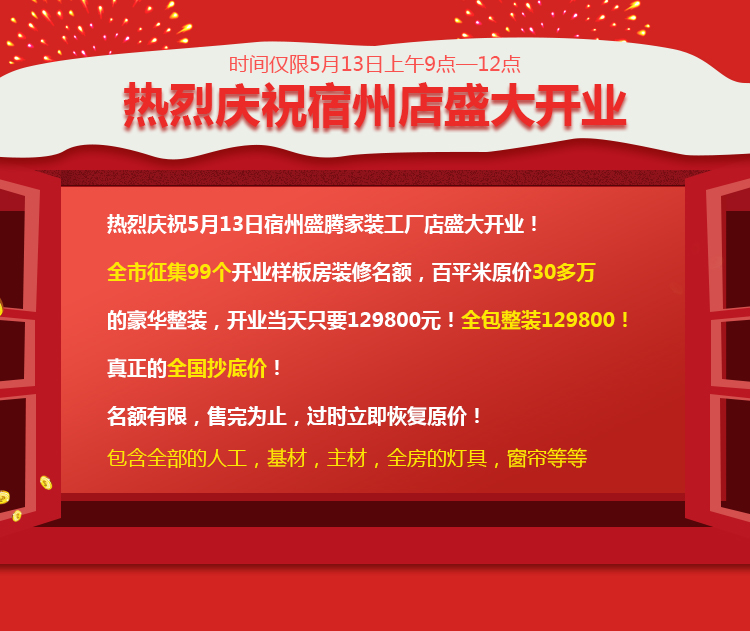 时间仅限5月13日上午9点—12点
热烈庆祝宿州店盛大开业
热烈庆祝5月13日宿州盛腾家装工厂店盛大开业！
全市征集99个开业样板房装修名额，百平米原价30多万
的豪华整装，开业当天只要129800元！全包整装129800！
真正的全国抄底价！
名额有限，售完为止，过时立即恢复原价！
包含全部的人工，基材，主材，全房的灯具，窗帘等等